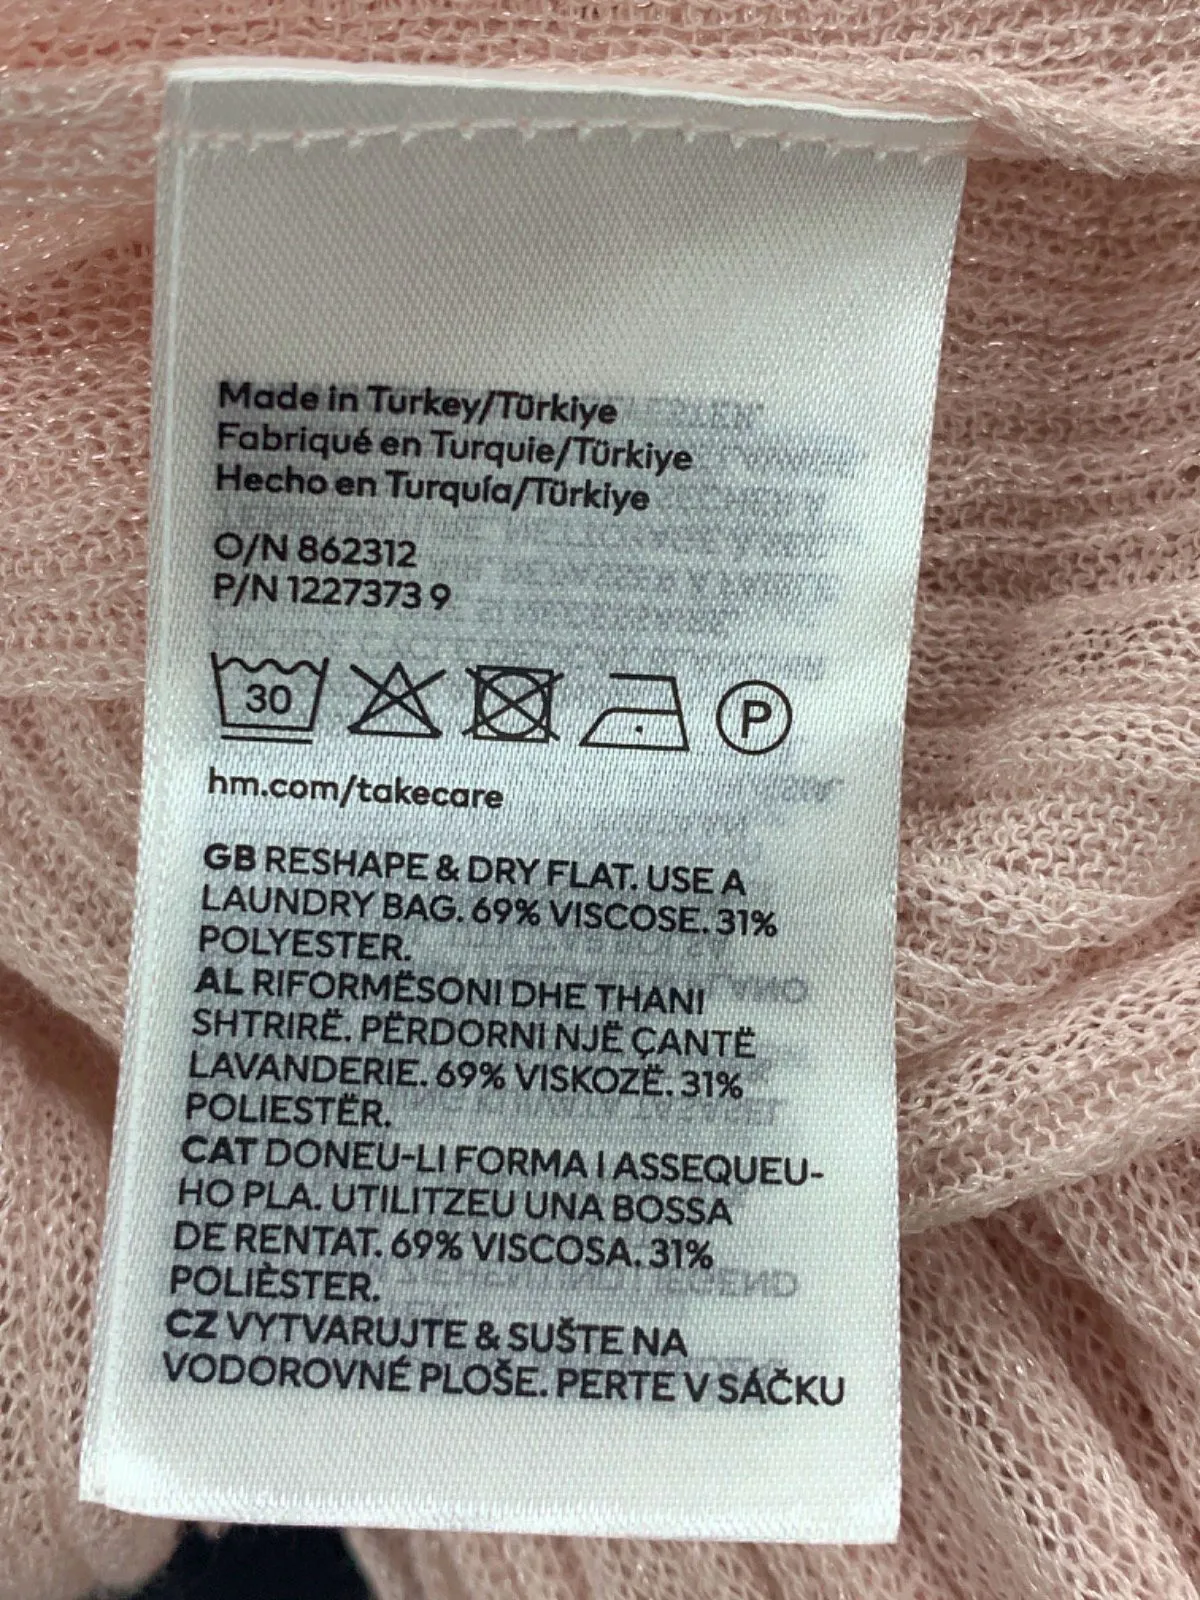 Made in Turkey/Türkiye
Fabriqué en Turquie/Türkiye
Hecho en Turquía/Türkiye
O/N 862312
P/N 1227373 9
30
P
hm.com/takecare
GB RESHAPE & DRY FLAT. USE A
LAUNDRY BAG. 69% VISCOSE. 31%
POLYESTER.
AL RIFORMËSONI DHE THANI
SHTRIRË. PËRDORNI NJË ÇANTË
LAVANDERIE. 69% VISKOZË. 31%
POLIESTËR.
CAT DONEU-LI FORMA I ASSEQUEU-
HO PLA. UTILITZEU UNA BOSSA
DE RENTAT. 69% VISCOSA. 31%
POLIÈSTER.
CZ VYTVARUJTE & SUŠTE NA
VODOROVNÉ PLOŠE. PERTE V SÁČKU